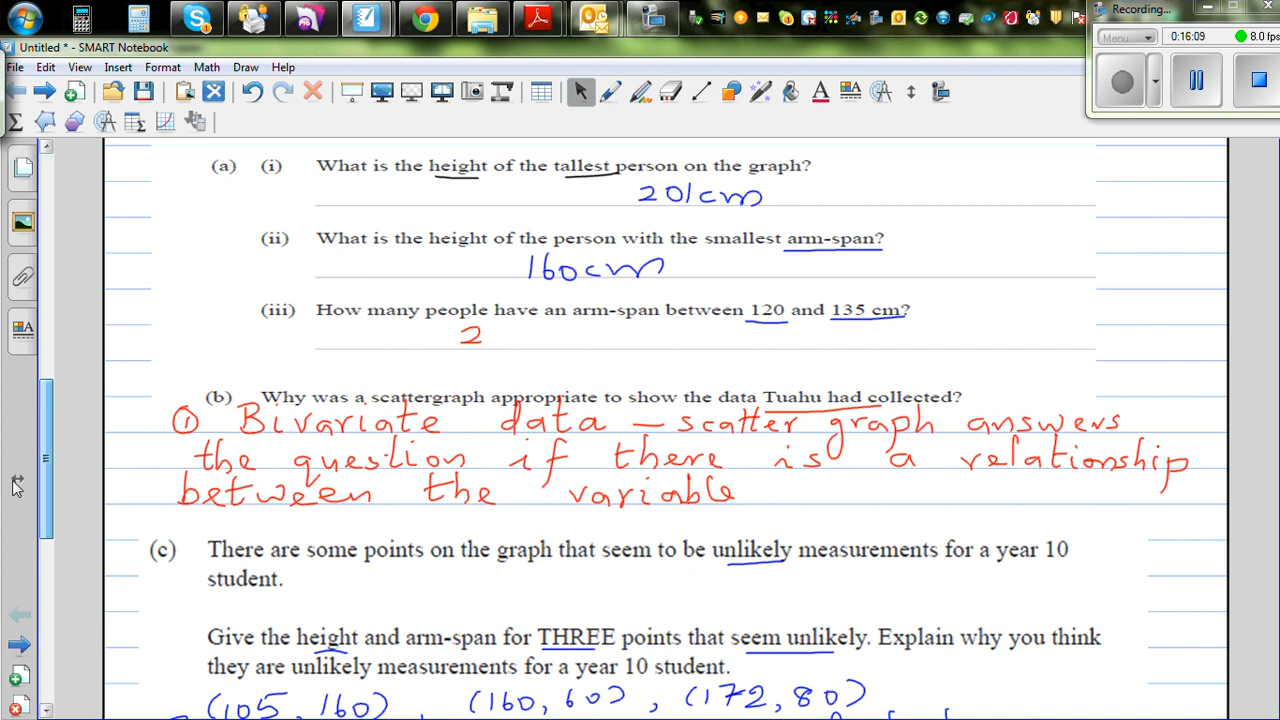 Recording...
Menu
0:16:09
8.0 fps
Untitled * - SMART Notebook
File Edit View Insert Format Math Draw Help
(a) (i) What is the height of the tallest person on the graph?
201cm
(ii) What is the height of the person with the smallest arm-span?
160cm
(iii) How many people have an arm-span between 120 and 135 cm?
2
(b) Why was a scattergraph appropriate to show the data Tuahu had collected?
① Bivariate data – scatter graph answers
the question if there is a relationship
between the variable
(c) There are some points on the graph that seem to be unlikely measurements for a year 10
student.
Give the height and arm-span for THREE points that seem unlikely. Explain why you think
they are unlikely measurements for a year 10 student.
(105, 160), (160, 60), (172, 80)